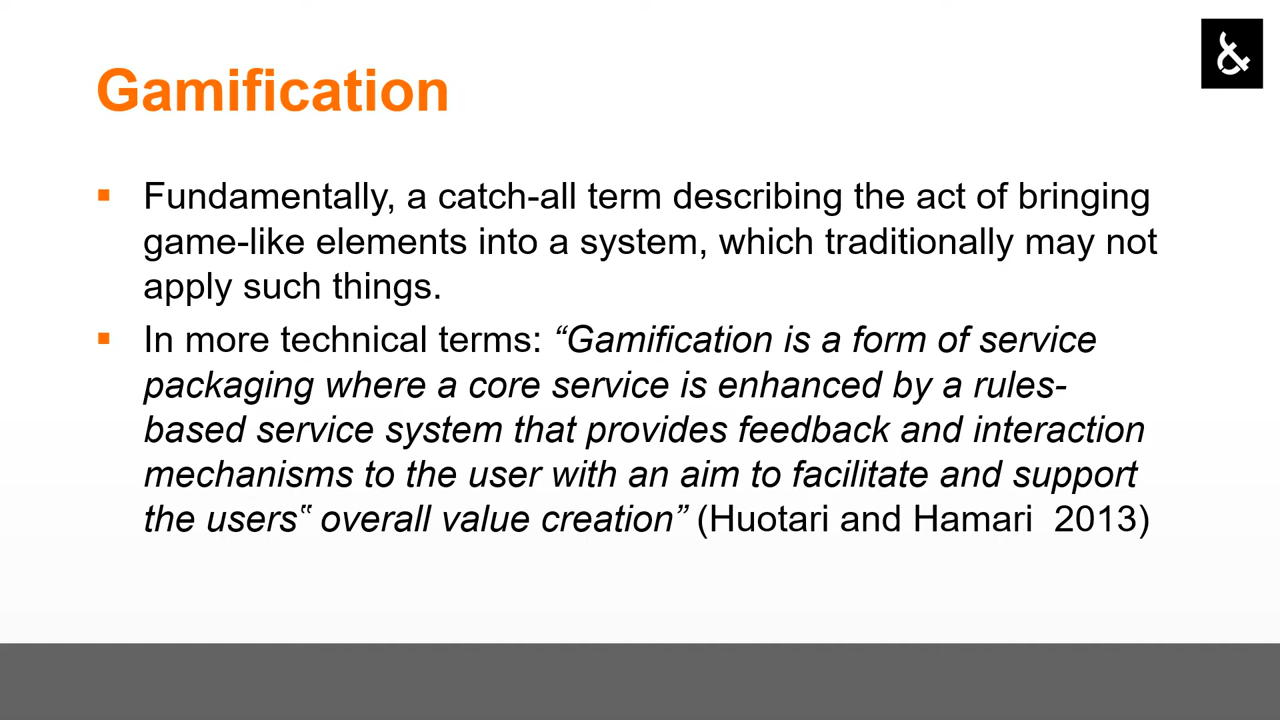 &
Gamification
▪ Fundamentally, a catch-all term describing the act of bringing
game-like elements into a system, which traditionally may not
apply such things.
▪ In more technical terms: “Gamification is a form of service
packaging where a core service is enhanced by a rules-
based service system that provides feedback and interaction
mechanisms to the user with an aim to facilitate and support
the users‟ overall value creation” (Huotari and Hamari  2013)